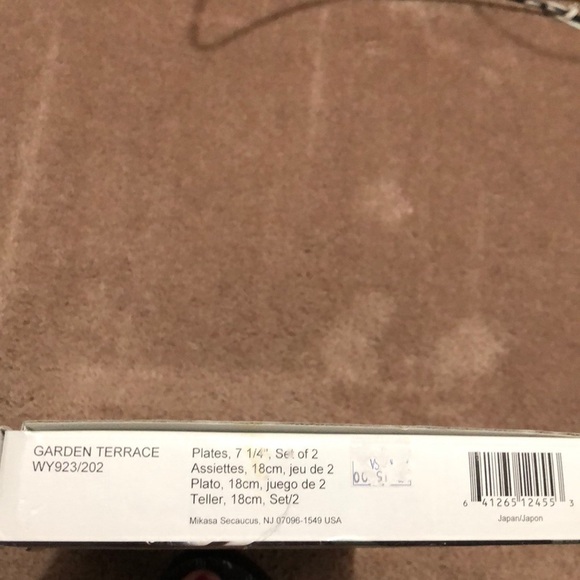 GARDEN TERRACE
WY923/202
Plates, 7 1/4", Set of 2
Assiettes, 18cm, jeu de 2
Plato, 18cm, juego de 2
Teller, 18cm, Set/2
Mikasa Secaucus, NJ 07096-1549 USA
6 41265 12455 3
Japan/Japon